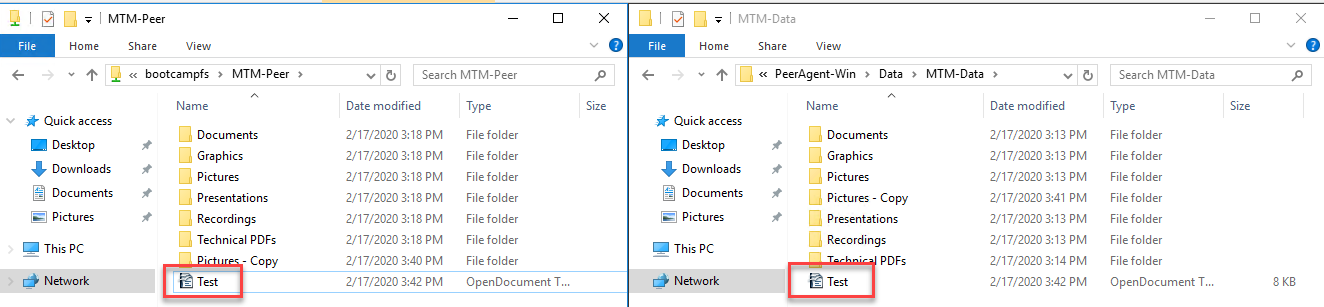 MTM-Peer
File Home Share View
« bootcampfs > MTM-Peer > Search MTM-Peer
Name Date modified Type Size
Quick access
Desktop
Downloads
Documents
Pictures
This PC
Network
Documents 2/17/2020 3:18 PM File folder
Graphics 2/17/2020 3:18 PM File folder
Pictures 2/17/2020 3:18 PM File folder
Presentations 2/17/2020 3:18 PM File folder
Recordings 2/17/2020 3:18 PM File folder
Technical PDFs 2/17/2020 3:18 PM File folder
Pictures - Copy 2/17/2020 3:40 PM File folder
Test 2/17/2020 3:42 PM OpenDocument T...
MTM-Data
File Home Share View
« PeerAgent-Win > Data > MTM-Data > Search MTM-Data
Name Date modified Type Size
Quick access
Desktop
Downloads
Documents
Pictures
This PC
Network
Documents 2/17/2020 3:13 PM File folder
Graphics 2/17/2020 3:13 PM File folder
Pictures 2/17/2020 3:13 PM File folder
Pictures - Copy 2/17/2020 3:41 PM File folder
Presentations 2/17/2020 3:13 PM File folder
Recordings 2/17/2020 3:13 PM File folder
Technical PDFs 2/17/2020 3:14 PM File folder
Test 2/17/2020 3:42 PM OpenDocument T... 8 KB